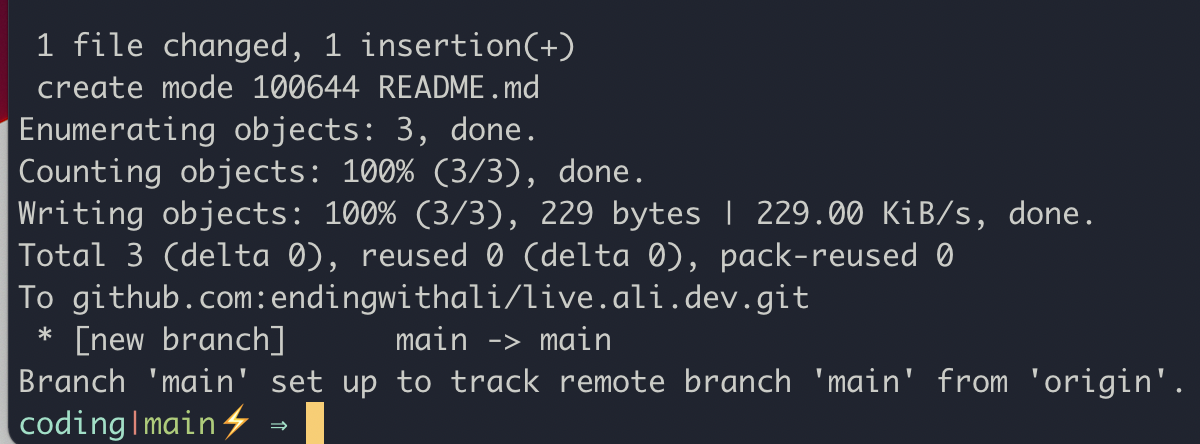 1 file changed, 1 insertion(+)
create mode 100644 README.md
Enumerating objects: 3, done.
Counting objects: 100% (3/3), done.
Writing objects: 100% (3/3), 229 bytes | 229.00 KiB/s, done.
Total 3 (delta 0), reused 0 (delta 0), pack-reused 0
To github.com:endingwithali/live.ali.dev.git
* [new branch]      main -> main
Branch 'main' set up to track remote branch 'main' from 'origin'.
coding|main⚡ ⇒